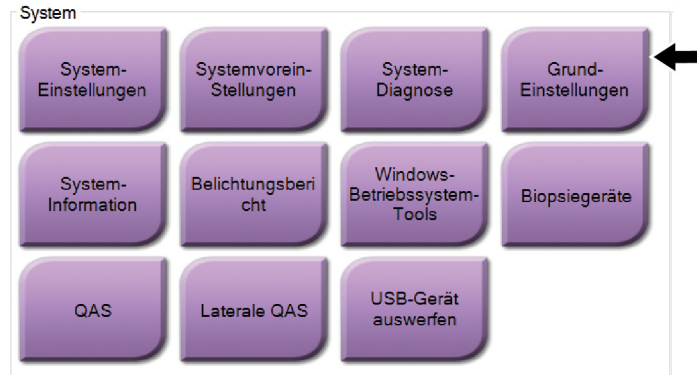 System
System-
Einstellungen
Systemvorein-
Stellungen
System-
Diagnose
Grund-
Einstellungen
System-
Information
Belichtungsberi
cht
Windows-
Betriebssystem-
Tools
Biopsiegeräte
QAS
Laterale QAS
USB-Gerät
auswerfen